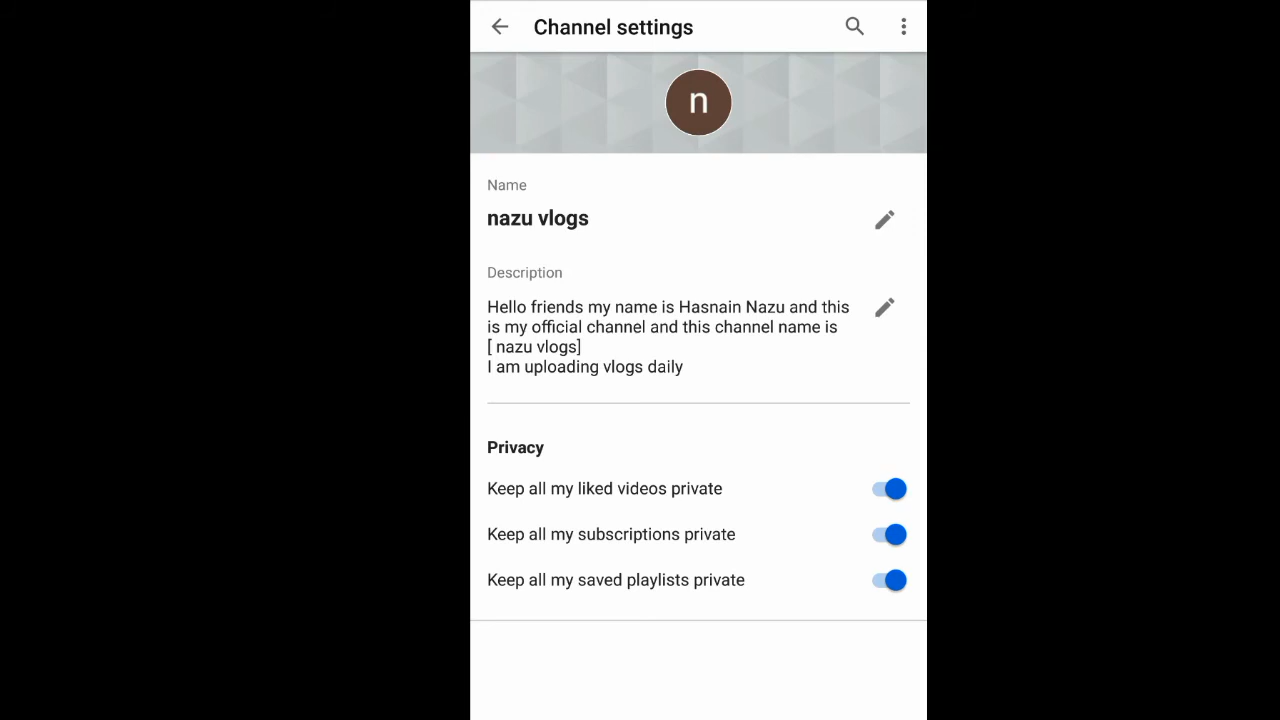 Channel settings
n
Name
nazu vlogs
Description
Hello friends my name is Hasnain Nazu and this
is my official channel and this channel name is
[ nazu vlogs]
I am uploading vlogs daily
Privacy
Keep all my liked videos private
Keep all my subscriptions private
Keep all my saved playlists private